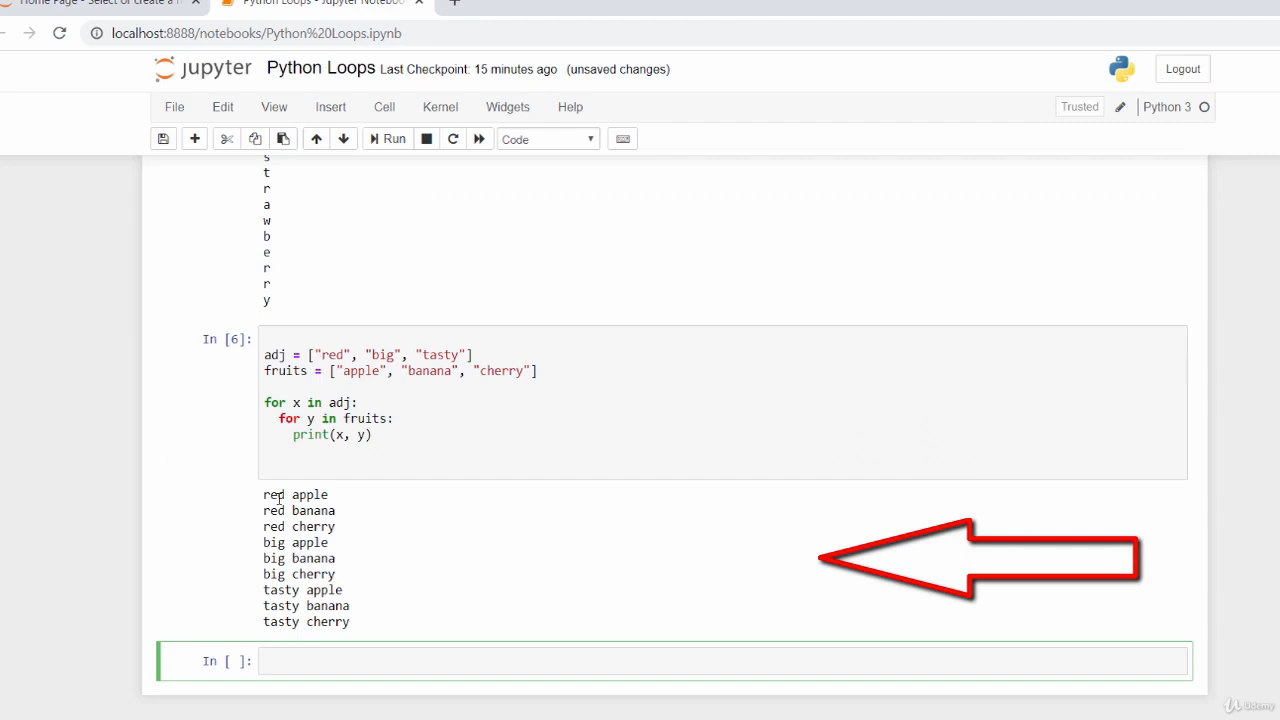 Home Page - Select or create a n
Python Loops - Jupyter Noteboo
localhost:8888/notebooks/Python%20Loops.ipynb
jupyter Python Loops Last Checkpoint: 15 minutes ago (unsaved changes)
Logout
File Edit View Insert Cell Kernel Widgets Help
Trusted Python 3
Run Code
s
t
r
a
w
b
e
r
r
y
In [6]:
adj = ["red", "big", "tasty"]
fruits = ["apple", "banana", "cherry"]
for x in adj:
  for y in fruits:
    print(x, y)
red apple
red banana
red cherry
big apple
big banana
big cherry
tasty apple
tasty banana
tasty cherry
In [ ]:
Udemy